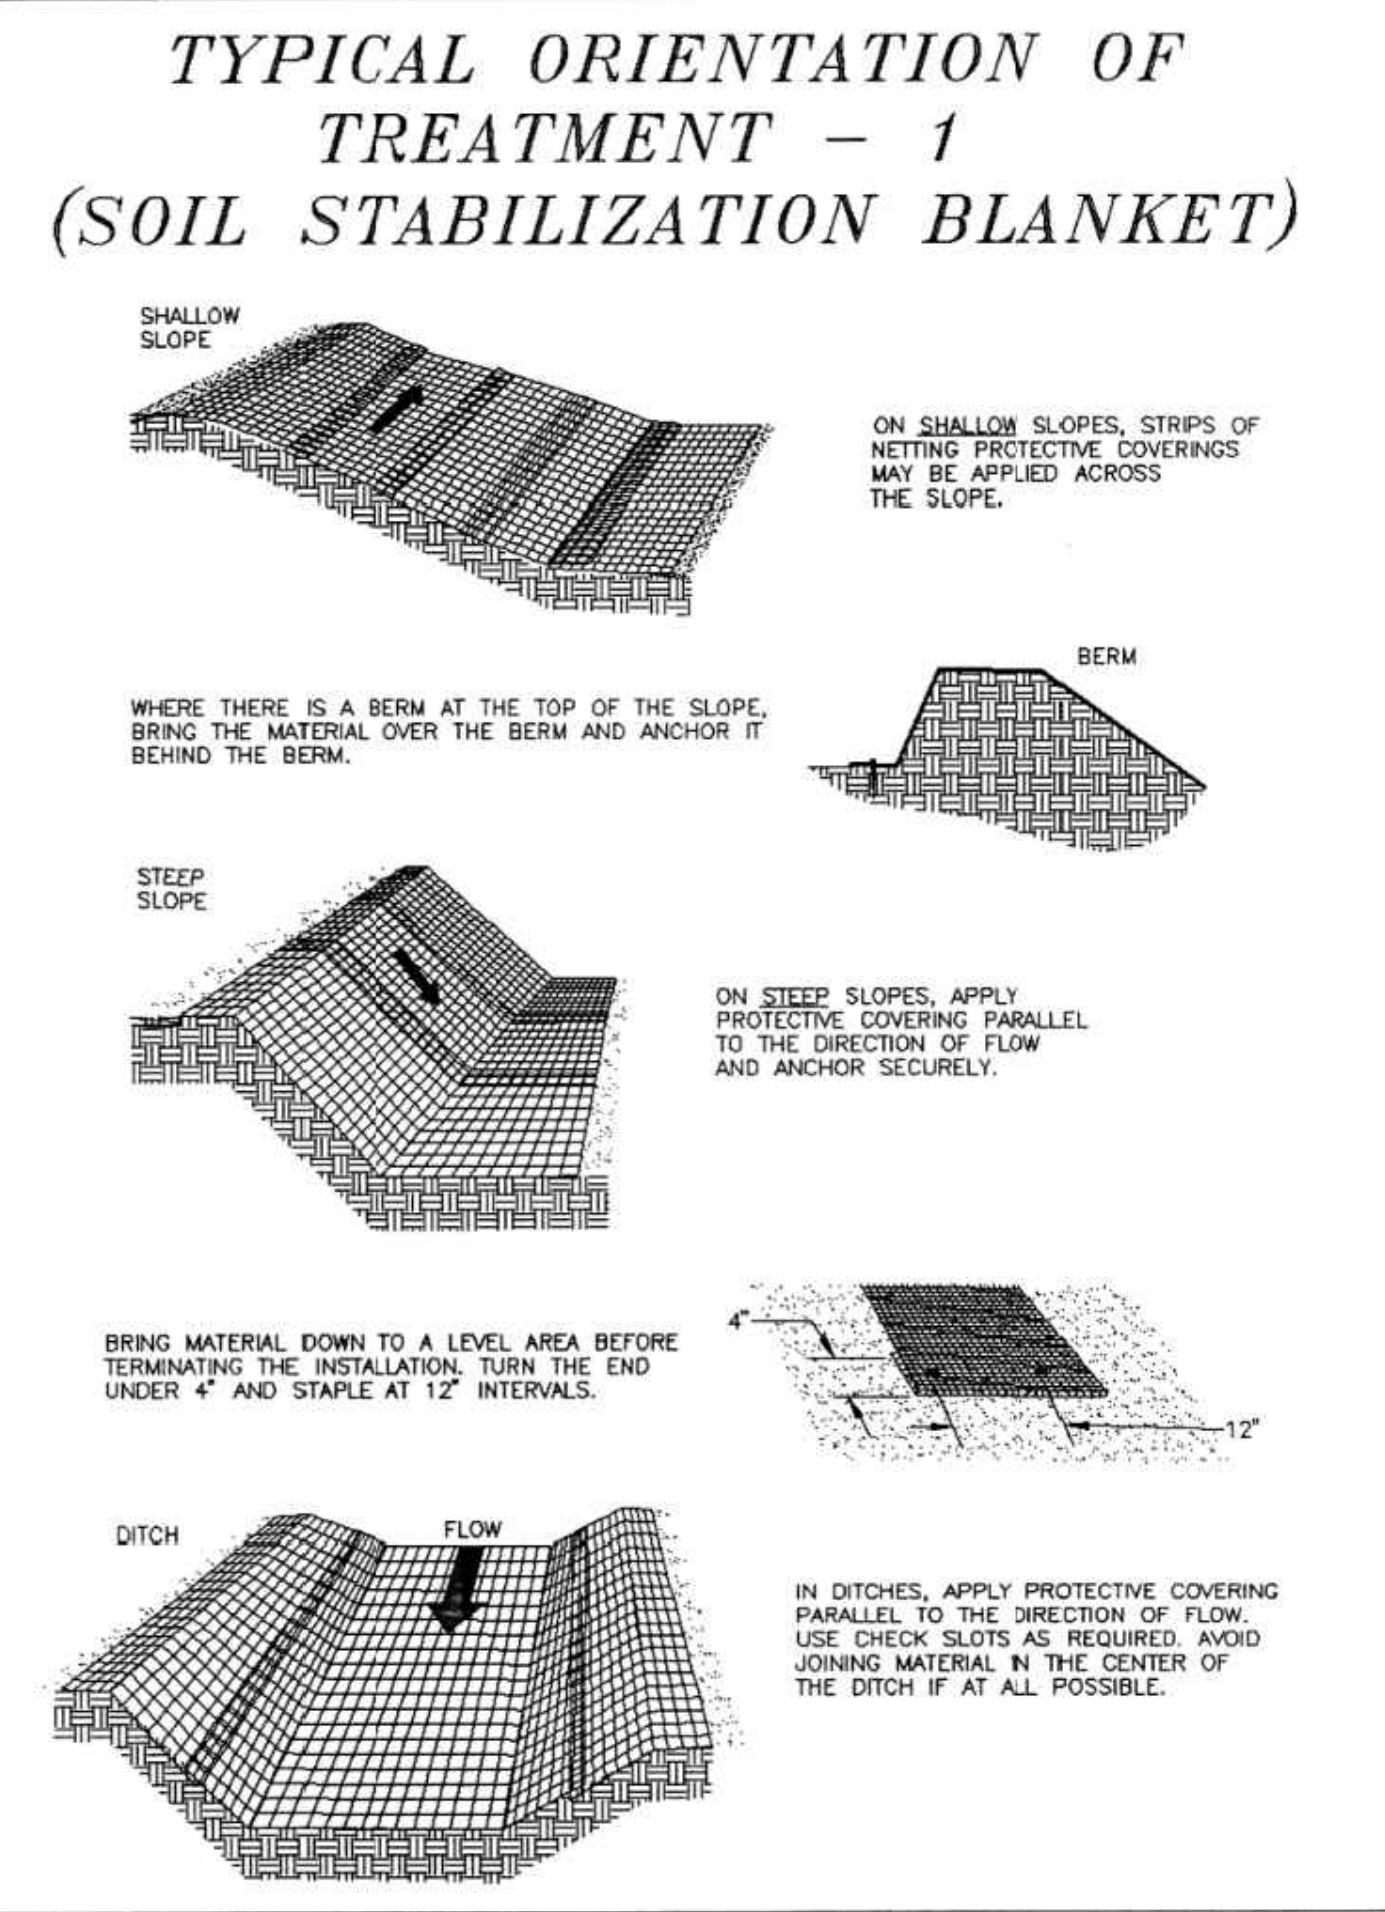 TYPICAL ORIENTATION OF
TREATMENT - 1
(SOIL STABILIZATION BLANKET)
SHALLOW
SLOPE
ON SHALLOW SLOPES, STRIPS OF
NETTING PROTECTIVE COVERINGS
MAY BE APPLIED ACROSS
THE SLOPE.
BERM
WHERE THERE IS A BERM AT THE TOP OF THE SLOPE,
BRING THE MATERIAL OVER THE BERM AND ANCHOR IT
BEHIND THE BERM.
STEEP
SLOPE
ON STEEP SLOPES, APPLY
PROTECTIVE COVERING PARALLEL
TO THE DIRECTION OF FLOW
AND ANCHOR SECURELY.
4"
BRING MATERIAL DOWN TO A LEVEL AREA BEFORE
TERMINATING THE INSTALLATION. TURN THE END
UNDER 4" AND STAPLE AT 12" INTERVALS.
12"
DITCH
FLOW
IN DITCHES, APPLY PROTECTIVE COVERING
PARALLEL TO THE DIRECTION OF FLOW.
USE CHECK SLOTS AS REQUIRED. AVOID
JOINING MATERIAL IN THE CENTER OF
THE DITCH IF AT ALL POSSIBLE.